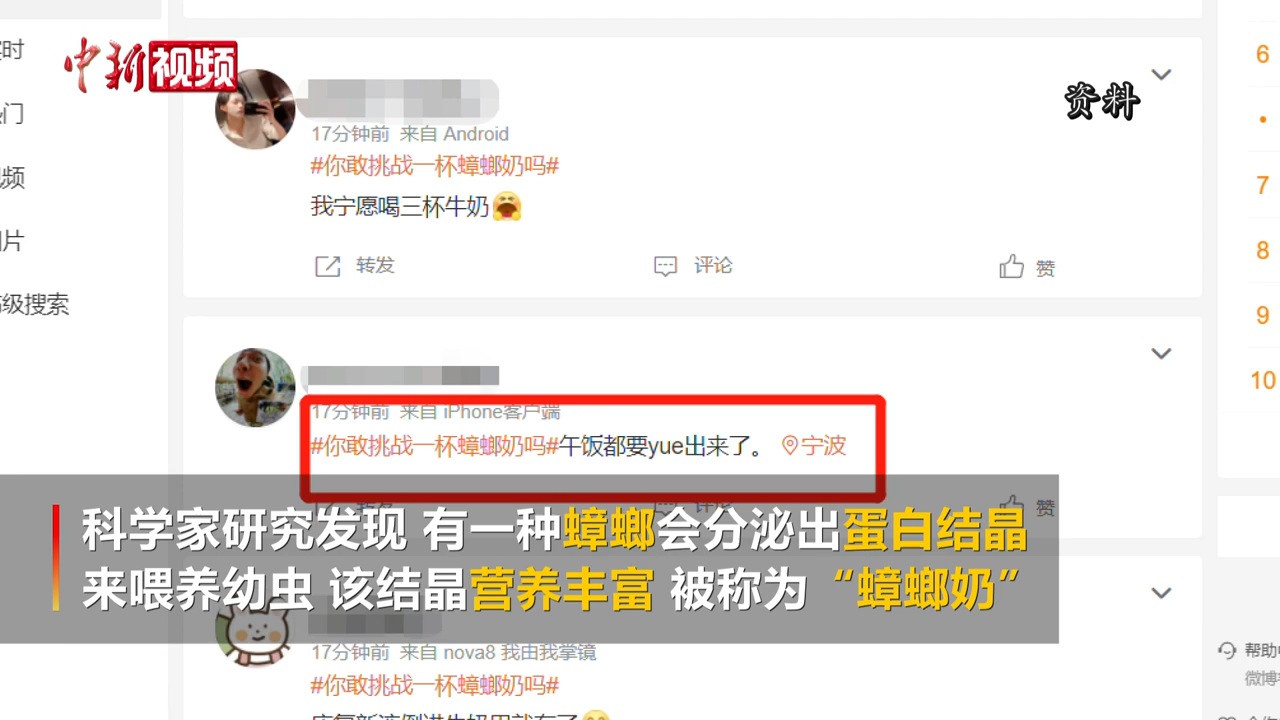 中新视频
资料
级搜索
17分钟前 来自 Android
#你敢挑战一杯蟑螂奶吗#
我宁愿喝三杯牛奶
转发
评论
赞
6
7
8
9
10
17分钟前 来自 iPhone客户端
#你敢挑战一杯蟑螂奶吗#午饭都要yue出来了。 宁波
转发
评论
赞
科学家研究发现 有一种蟑螂会分泌出蛋白结晶
来喂养幼虫 该结晶营养丰富 被称为“蟑螂奶”
17分钟前 来自 nova8 我由我掌镜
#你敢挑战一杯蟑螂奶吗#
帮助
微博